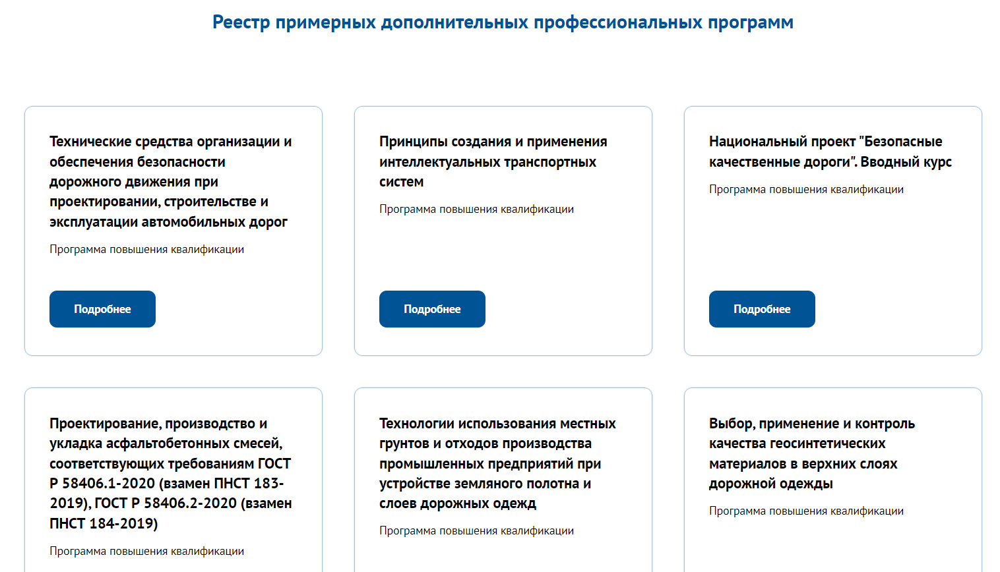 Реестр примерных дополнительных профессиональных программ
Технические средства организации и
обеспечения безопасности
дорожного движения при
проектировании, строительстве и
эксплуатации автомобильных дорог
Программа повышения квалификации
Подробнее
Принципы создания и применения
интеллектуальных транспортных
систем
Программа повышения квалификации
Подробнее
Национальный проект "Безопасные
качественные дороги". Вводный курс
Программа повышения квалификации
Подробнее
Проектирование, производство и
укладка асфальтобетонных смесей,
соответствующих требованиям ГОСТ
Р 58406.1-2020 (взамен ПНСТ 183-
2019), ГОСТ Р 58406.2-2020 (взамен
ПНСТ 184-2019)
Программа повышения квалификации
Технологии использования местных
грунтов и отходов производства
промышленных предприятий при
устройстве земляного полотна и
слоев дорожных одежд
Программа повышения квалификации
Выбор, применение и контроль
качества геосинтетических
материалов в верхних слоях
дорожной одежды
Программа повышения квалификации